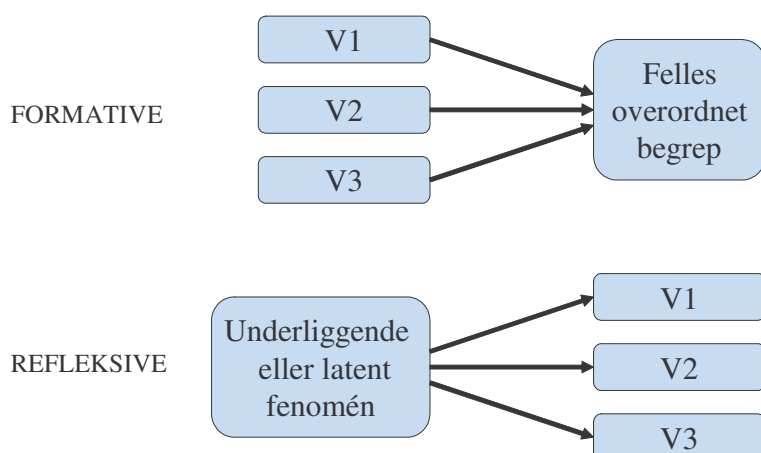 FORMATIVE
V1
V2
V3
Felles
overordnet
begrep
REFLEKSIVE
Underliggende
eller latent
fenomén
V1
V2
V3